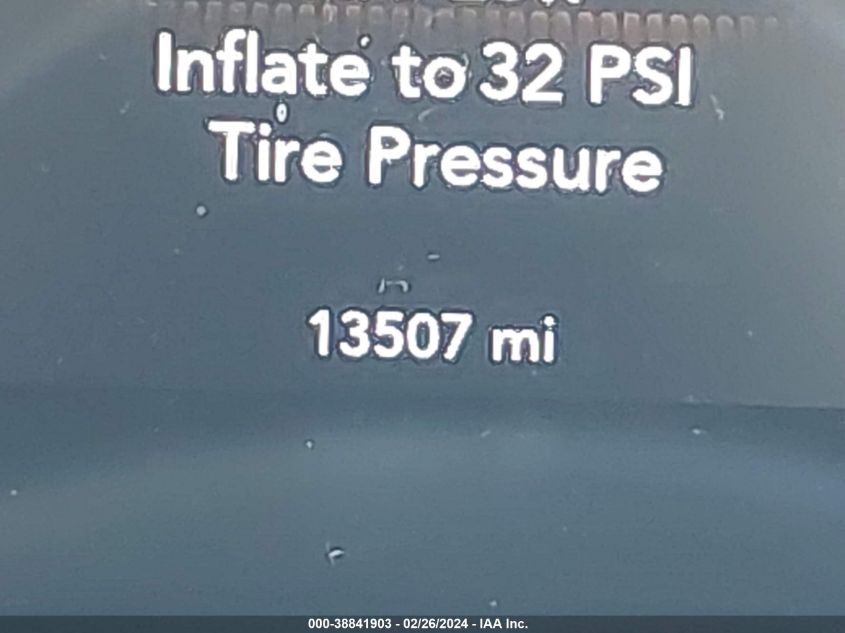 Inflate to 32 PSI
Tire Pressure
13507 mi
000-38841903 - 02/26/2024 - IAA Inc.